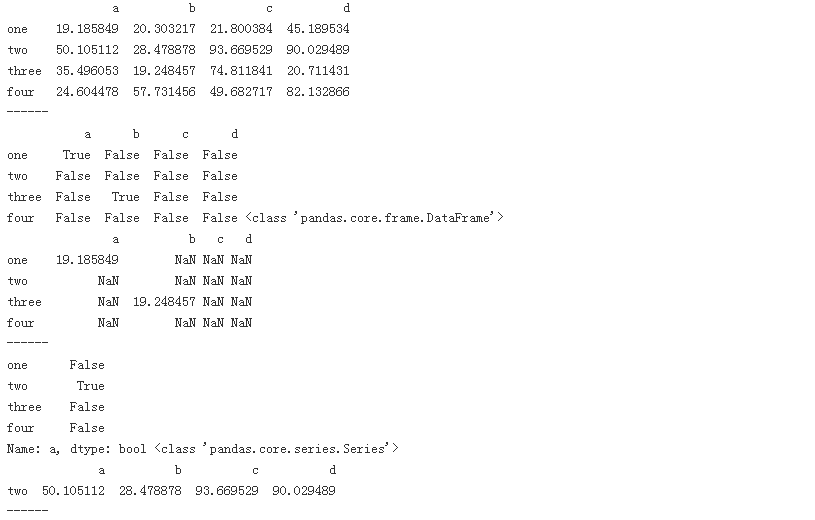 a b c d
one 19.185849 20.303217 21.800384 45.189534
two 50.105112 28.478878 93.669529 90.029489
three 35.496053 19.248457 74.811841 20.711431
four 24.604478 57.731456 49.682717 82.132866
------
a b c d
one True False False False
two False False False False
three False True False False
four False False False False <class 'pandas.core.frame.DataFrame'>
a b c d
one 19.185849 NaN NaN NaN
two NaN NaN NaN NaN
three NaN 19.248457 NaN NaN
four NaN NaN NaN NaN
------
one False
two True
three False
four False
Name: a, dtype: bool <class 'pandas.core.series.Series'>
a b c d
two 50.105112 28.478878 93.669529 90.029489
------